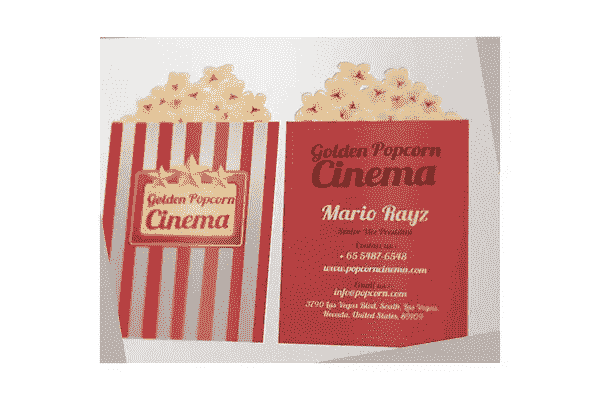 Golden Popcorn
Cinema
Golden Popcorn
Cinema
Mario Rayz
Senior Vice President
Contact us :
+ 65 5487-6548
www.popcorncinema.com
Email us :
info@popcorn.com
3790 Las Vegas Blvd, South, Las Vegas,
Nevada, United States, 89109